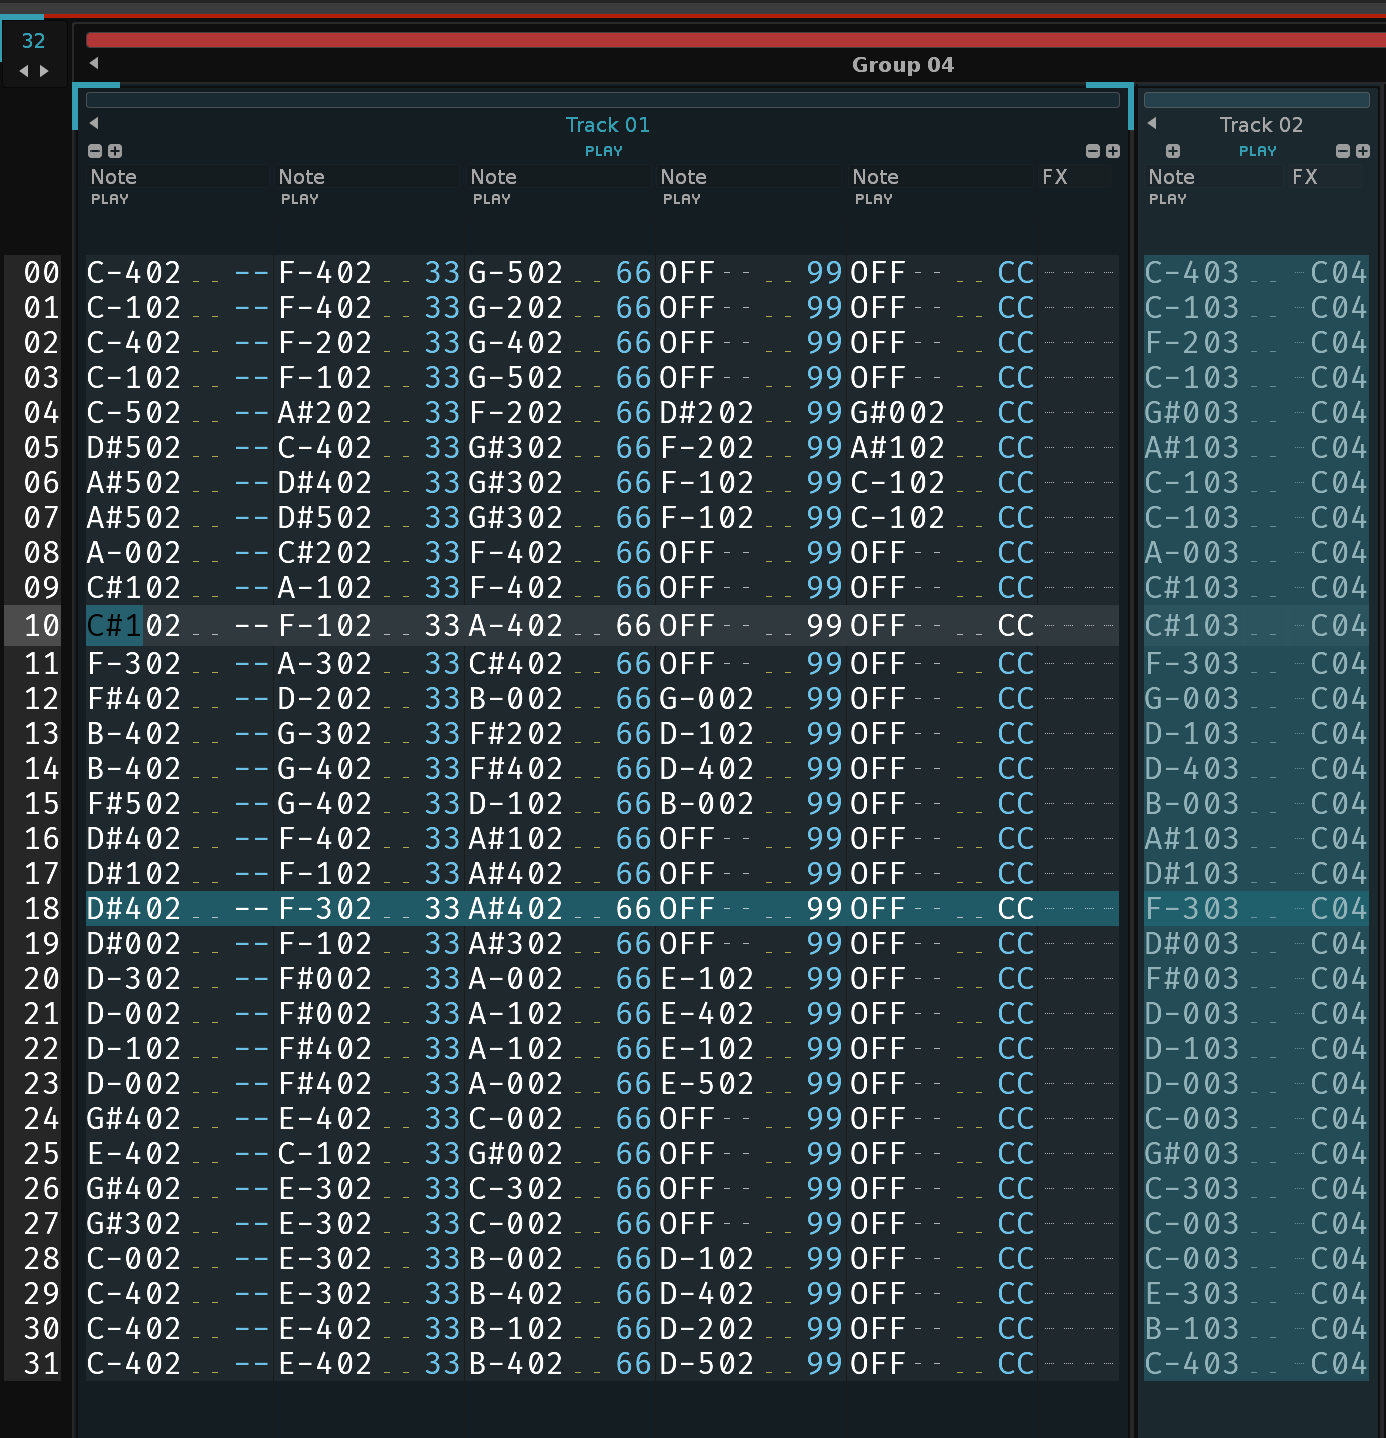 32
Group 04
Track 01 Track 02
PLAY PLAY
Note Note Note Note Note FX Note FX
PLAY PLAY PLAY PLAY PLAY PLAY
00 C-402 -- F-402 33 G-502 66 OFF-- 99 OFF-- CC ---- C-403 C04
01 C-102 -- F-402 33 G-202 66 OFF-- 99 OFF-- CC ---- C-103 C04
02 C-402 -- F-202 33 G-402 66 OFF-- 99 OFF-- CC ---- F-203 C04
03 C-102 -- F-102 33 G-502 66 OFF-- 99 OFF-- CC ---- C-103 C04
04 C-502 -- A#202 33 F-202 66 D#202 99 G#002 CC ---- G#003 C04
05 D#502 -- C-402 33 G#302 66 F-202 99 A#102 CC ---- A#103 C04
06 A#502 -- D#402 33 G#302 66 F-102 99 C-102 CC ---- C-103 C04
07 A#502 -- D#502 33 G#302 66 F-102 99 C-102 CC ---- C-103 C04
08 A-002 -- C#202 33 F-402 66 OFF-- 99 OFF-- CC ---- A-003 C04
09 C#102 -- A-102 33 F-402 66 OFF-- 99 OFF-- CC ---- C#103 C04
10 C#102 -- F-102 33 A-402 66 OFF-- 99 OFF-- CC ---- C#103 C04
11 F-302 -- A-302 33 C#402 66 OFF-- 99 OFF-- CC ---- F-303 C04
12 F#402 -- D-202 33 B-002 66 G-002 99 OFF-- CC ---- G-003 C04
13 B-402 -- G-302 33 F#202 66 D-102 99 OFF-- CC ---- D-103 C04
14 B-402 -- G-402 33 F#402 66 D-402 99 OFF-- CC ---- D-403 C04
15 F#502 -- G-402 33 D-102 66 B-002 99 OFF-- CC ---- B-003 C04
16 D#402 -- F-402 33 A#102 66 OFF-- 99 OFF-- CC ---- A#103 C04
17 D#102 -- F-102 33 A#402 66 OFF-- 99 OFF-- CC ---- D#103 C04
18 D#402 -- F-302 33 A#402 66 OFF-- 99 OFF-- CC ---- F-303 C04
19 D#002 -- F-102 33 A#302 66 OFF-- 99 OFF-- CC ---- D#003 C04
20 D-302 -- F#002 33 A-002 66 E-102 99 OFF-- CC ---- F#003 C04
21 D-002 -- F#002 33 A-102 66 E-402 99 OFF-- CC ---- D-003 C04
22 D-102 -- F#402 33 A-102 66 E-102 99 OFF-- CC ---- D-103 C04
23 D-002 -- F#402 33 A-002 66 E-502 99 OFF-- CC ---- D-003 C04
24 G#402 -- E-402 33 C-002 66 OFF-- 99 OFF-- CC ---- C-003 C04
25 E-402 -- C-102 33 G#002 66 OFF-- 99 OFF-- CC ---- G#003 C04
26 G#402 -- E-302 33 C-302 66 OFF-- 99 OFF-- CC ---- C-303 C04
27 G#302 -- E-302 33 C-002 66 OFF-- 99 OFF-- CC ---- C-003 C04
28 C-002 -- E-302 33 B-002 66 D-102 99 OFF-- CC ---- C-003 C04
29 C-402 -- E-302 33 B-402 66 D-402 99 OFF-- CC ---- E-303 C04
30 C-402 -- E-402 33 B-102 66 D-202 99 OFF-- CC ---- B-103 C04
31 C-402 -- E-402 33 B-402 66 D-502 99 OFF-- CC ---- C-403 C04